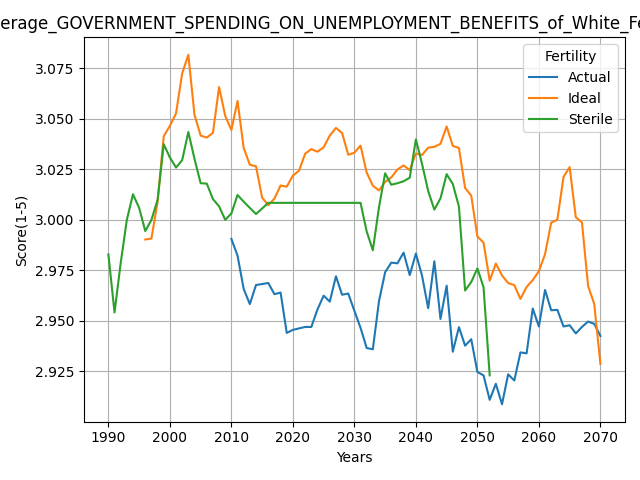 erage_GOVERNMENT_SPENDING_ON_UNEMPLOYMENT_BENEFITS_of_White_Fe
Fertility
Actual
Ideal
Sterile
Score(1-5)
3.075
3.050
3.025
3.000
2.975
2.950
2.925
1990 2000 2010 2020 2030 2040 2050 2060 2070
Years